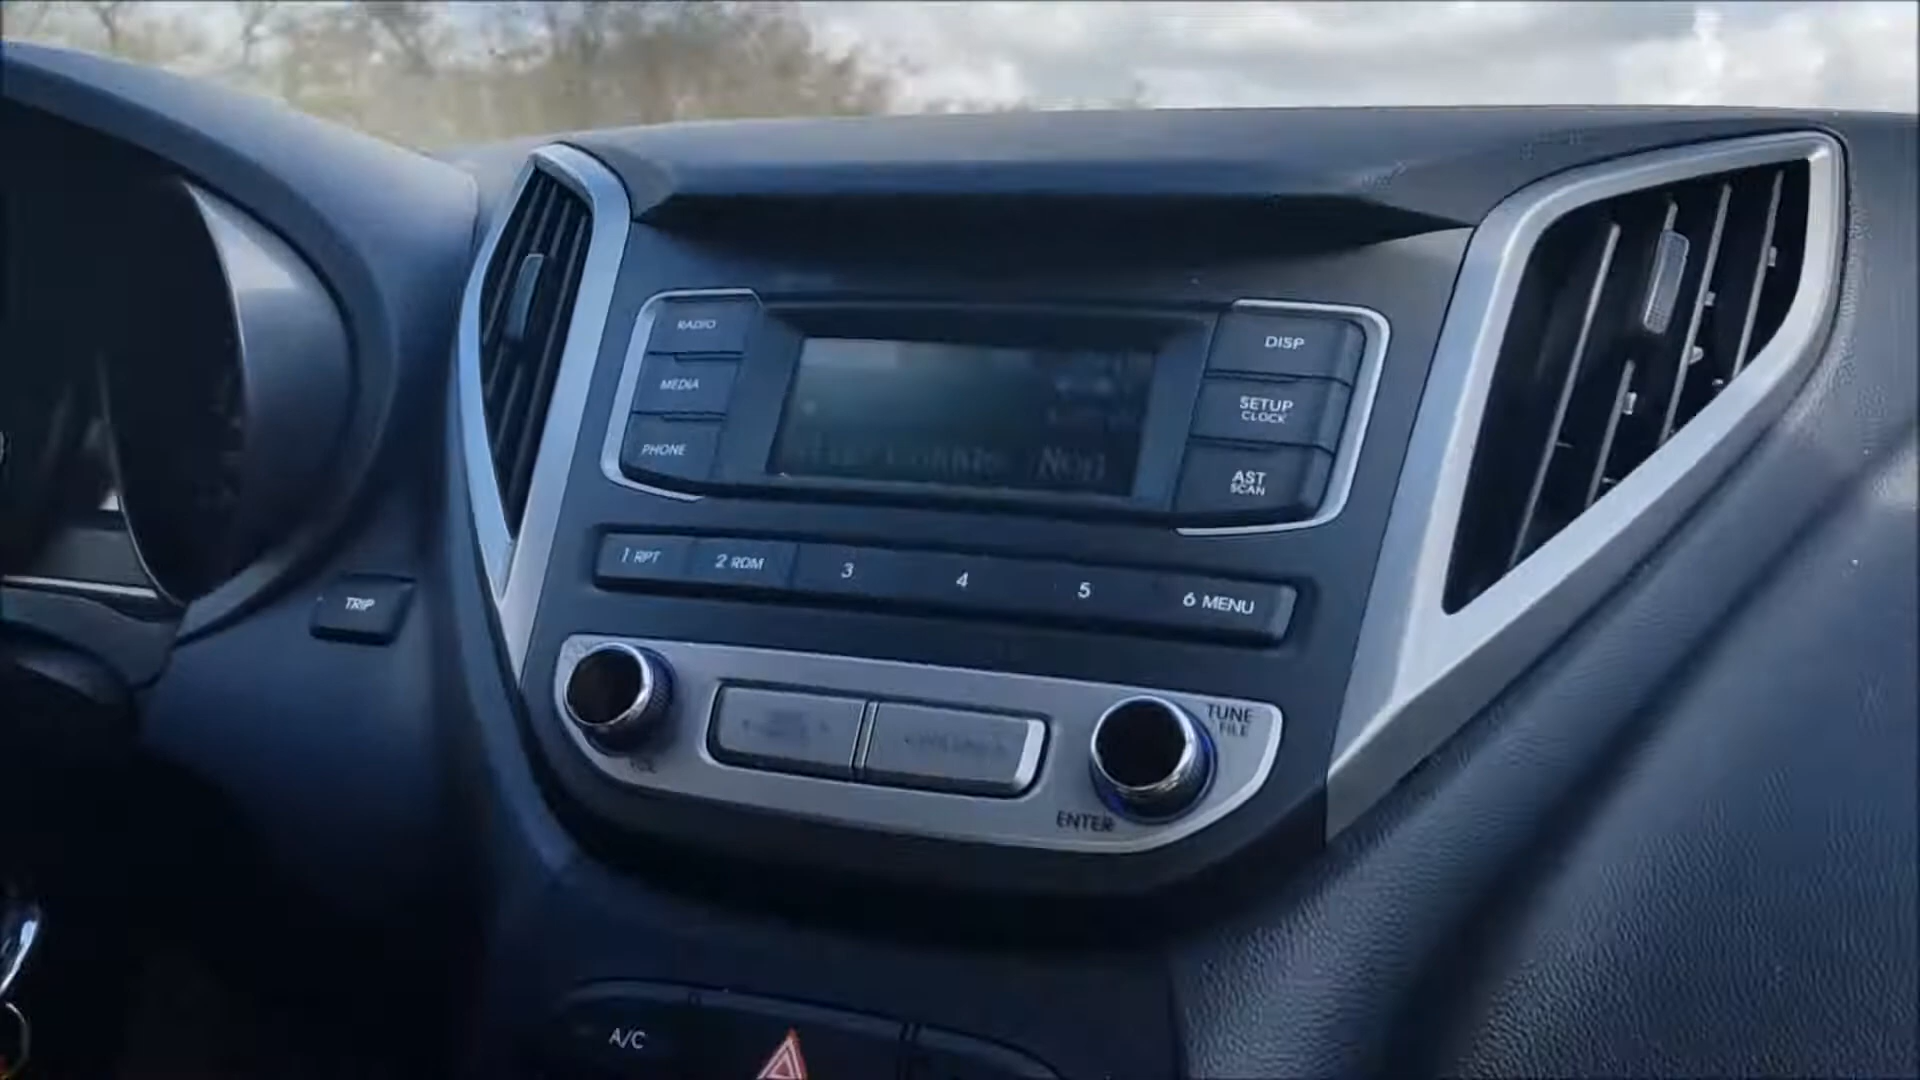 RADIO
DISP
MEDIA
SETUP
CLOCK
PHONE
AST
SCAN
1 RPT
2 RDM
3
4
5
6 MENU
TRIP
TUNE
FILE
ENTER
A/C